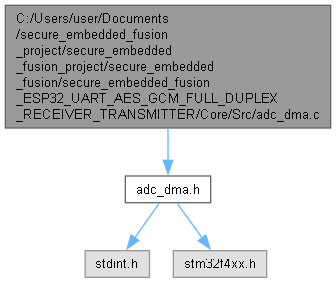 C:/Users/user/Documents
/secure_embedded_fusion
_project/secure_embedded
_fusion_project/secure_embedded
_fusion/secure_embedded_fusion
_ESP32_UART_AES_GCM_FULL_DUPLEX
_RECEIVER_TRANSMITTER/Core/Src/adc_dma.c
adc_dma.h
stdint.h
stm32f4xx.h